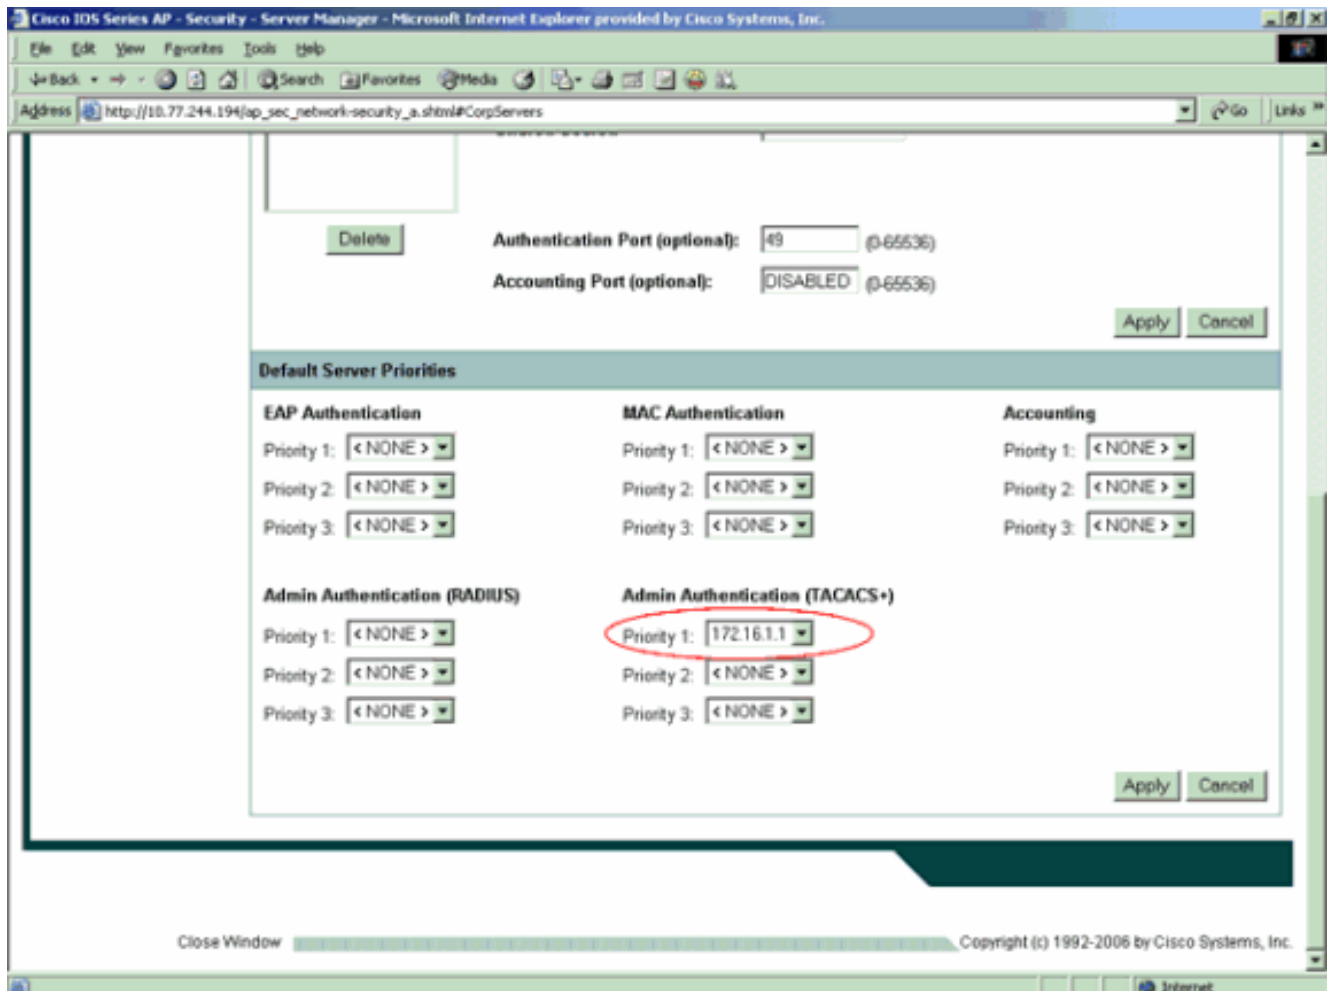 Cisco IOS Series AP - Security - Server Manager - Microsoft Internet Explorer provided by Cisco Systems, Inc.
File Edit View Favorites Tools Help
Back Search Favorites Media
Address http://10.77.244.194/ap_sec_network-security_a.shtml#CorpServers Go Links »
Delete Authentication Port (optional): 49 (0-65536)
Accounting Port (optional): DISABLED (0-65536)
Apply Cancel
Default Server Priorities
EAP Authentication MAC Authentication Accounting
Priority 1: < NONE > Priority 1: < NONE > Priority 1: < NONE >
Priority 2: < NONE > Priority 2: < NONE > Priority 2: < NONE >
Priority 3: < NONE > Priority 3: < NONE > Priority 3: < NONE >
Admin Authentication (RADIUS) Admin Authentication (TACACS+)
Priority 1: < NONE > Priority 1: 172.16.1.1
Priority 2: < NONE > Priority 2: < NONE >
Priority 3: < NONE > Priority 3: < NONE >
Apply Cancel
Close Window Copyright (c) 1992-2006 by Cisco Systems, Inc.
Internet